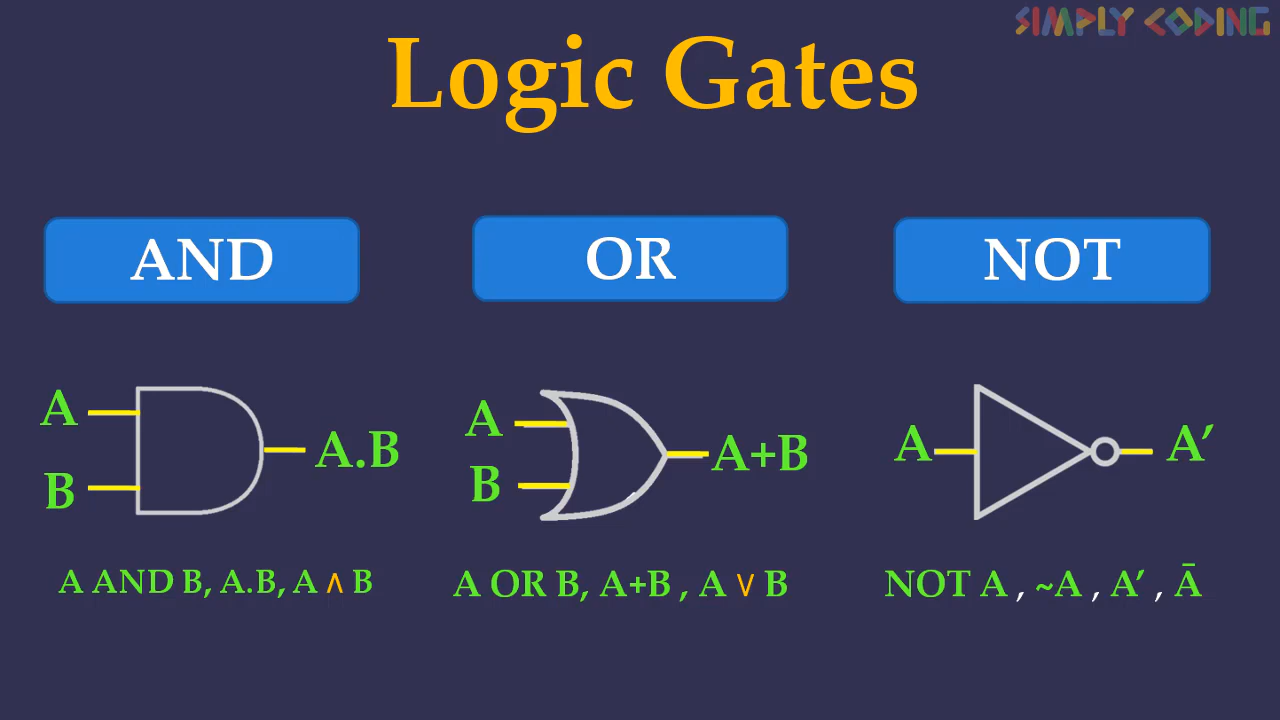 SIMPLY CODING
Logic Gates
AND
OR
NOT
A
B
A.B
A
B
A+B
A
A′
A AND B, A.B, A ∧ B
A OR B, A+B , A ∨ B
NOT A , ~A , A′ , Ā